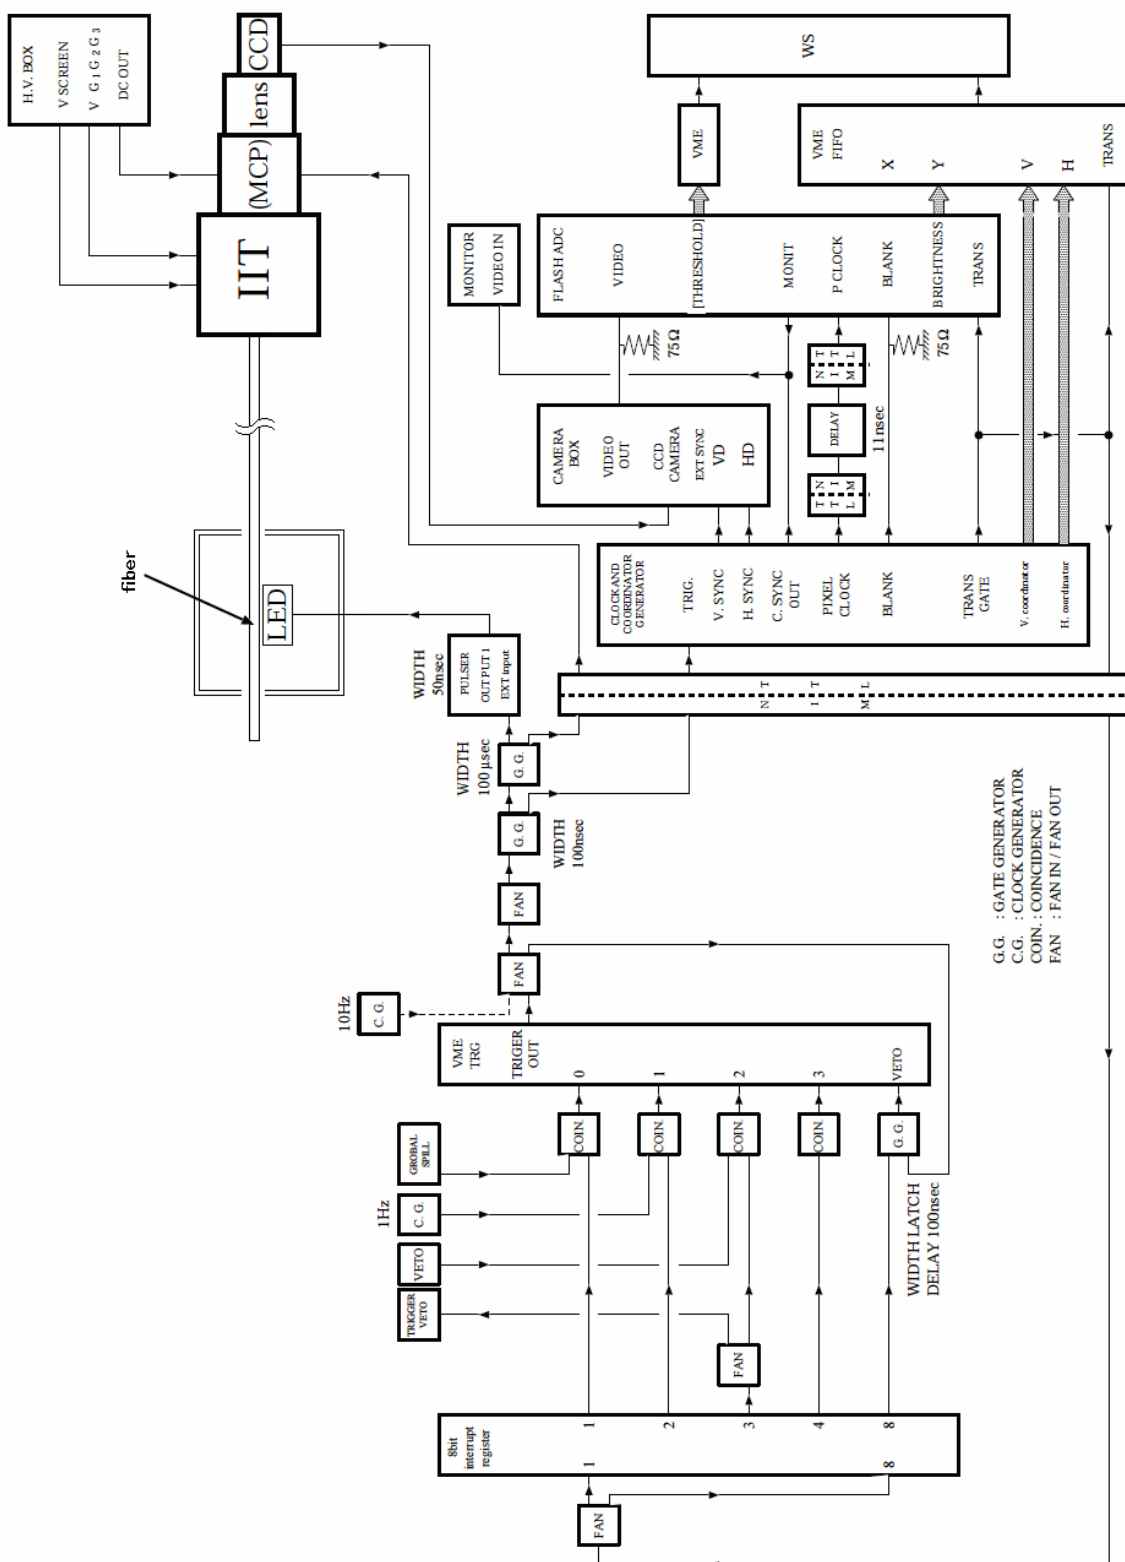 H.V. BOX
V SCREEN
V G1 G2 G3
DC OUT
CCD
lens
(MCP)
IIT
fiber
LED
WS
VME
VME
FIFO
X
Y
V
H
TRANS
MONITOR
VIDEO IN
FLASH ADC
VIDEO
[THRESHOLD]
MONIT
P CLOCK
BLANK
BRIGHTNESS
TRANS
75Ω
75Ω
N T
I T
M L
DELAY
11nsec
T N
T I
L M
CAMERA
BOX
VIDEO
OUT
CCD
CAMERA
EXT SYNC
VD
HD
CLOCK AND
COORDINATOR
GENERATOR
TRIG.
V. SYNC
H. SYNC
C. SYNC
OUT
PIXEL
CLOCK
BLANK
TRANS
GATE
V. coordinator
H. coordinator
N T
I T
M L
WIDTH
50nsec
PULSER
OUTPUT 1
EXT input
WIDTH
100 μsec
G. G.
G. G.
WIDTH
100nsec
FAN
FAN
10Hz
C. G.
VME
TRG
TRIGER
OUT
0
1
2
3
VETO
COIN.
COIN.
COIN.
COIN.
G. G.
GROBAL
SPILL
1Hz
C. G.
VETO
TRIGGER
VETO
WIDTH LATCH
DELAY 100nsec
FAN
8bit
interrupt
register
1
2
3
4
8
1
8
FAN
G.G. : GATE GENERATOR
C.G. : CLOCK GENERATOR
COIN. : COINCIDENCE
FAN : FAN IN / FAN OUT